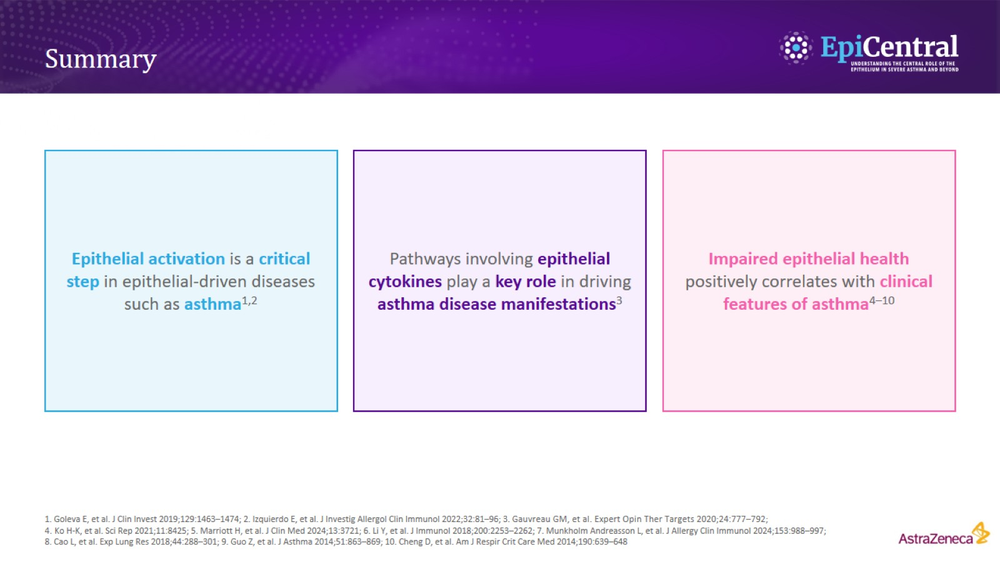 Summary
EpiCentral
UNDERSTANDING THE CENTRAL ROLE OF THE
EPITHELIUM IN SEVERE ASTHMA AND BEYOND
Epithelial activation is a critical
step in epithelial-driven diseases
such as asthma1,2
Pathways involving epithelial
cytokines play a key role in driving
asthma disease manifestations3
Impaired epithelial health
positively correlates with clinical
features of asthma4–10
1. Goleva E, et al. J Clin Invest 2019;129:1463–1474; 2. Izquierdo E, et al. J Investig Allergol Clin Immunol 2022;32:81–96; 3. Gauvreau GM, et al. Expert Opin Ther Targets 2020;24:777–792;
4. Ko H-K, et al. Sci Rep 2021;11:8425; 5. Marriott H, et al. J Clin Med 2024;13:3721; 6. Li Y, et al. J Immunol 2018;200:2253–2262; 7. Munkholm Andreasson L, et al. J Allergy Clin Immunol 2024;153:988–997;
8. Cao L, et al. Exp Lung Res 2018;44:288–301; 9. Guo Z, et al. J Asthma 2014;51:863–869; 10. Cheng D, et al. Am J Respir Crit Care Med 2014;190:639–648
AstraZeneca